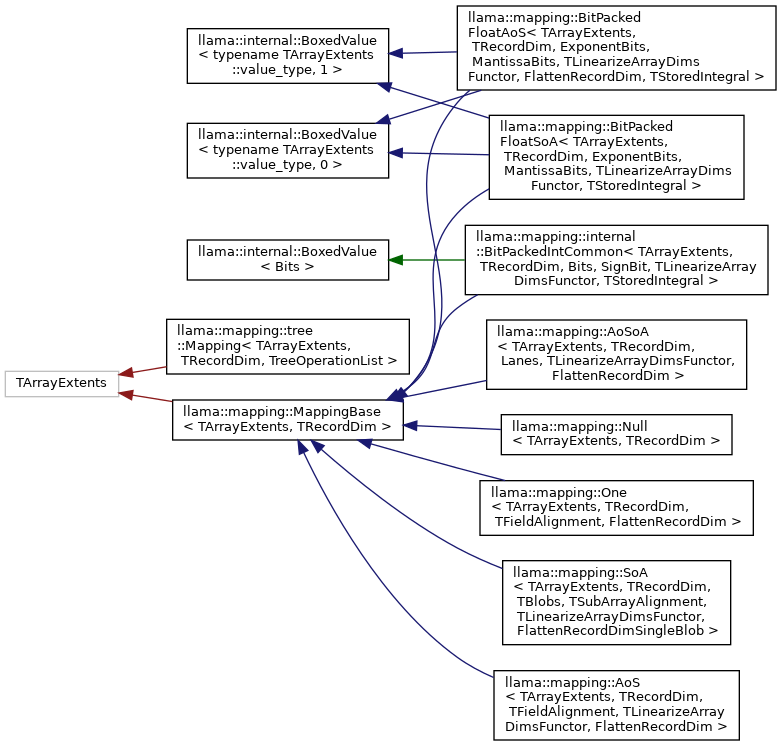 llama::internal::BoxedValue
< typename TArrayExtents
::value_type, 1 >
llama::internal::BoxedValue
< typename TArrayExtents
::value_type, 0 >
llama::internal::BoxedValue
< Bits >
llama::mapping::tree
::Mapping< TArrayExtents,
TRecordDim, TreeOperationList >
TArrayExtents
llama::mapping::MappingBase
< TArrayExtents, TRecordDim >
llama::mapping::BitPacked
FloatAoS< TArrayExtents,
TRecordDim, ExponentBits,
MantissaBits, TLinearizeArrayDims
Functor, FlattenRecordDim, TStoredIntegral >
llama::mapping::BitPacked
FloatSoA< TArrayExtents,
TRecordDim, ExponentBits,
MantissaBits, TLinearizeArrayDims
Functor, TStoredIntegral >
llama::mapping::internal
::BitPackedIntCommon< TArrayExtents,
TRecordDim, Bits, SignBit, TLinearizeArray
DimsFunctor, TStoredIntegral >
llama::mapping::AoSoA
< TArrayExtents, TRecordDim,
Lanes, TLinearizeArrayDimsFunctor,
FlattenRecordDim >
llama::mapping::Null
< TArrayExtents, TRecordDim >
llama::mapping::One
< TArrayExtents, TRecordDim,
TFieldAlignment, FlattenRecordDim >
llama::mapping::SoA
< TArrayExtents, TRecordDim,
TBlobs, TSubArrayAlignment,
TLinearizeArrayDimsFunctor,
FlattenRecordDimSingleBlob >
llama::mapping::AoS
< TArrayExtents, TRecordDim,
TFieldAlignment, TLinearizeArray
DimsFunctor, FlattenRecordDim >